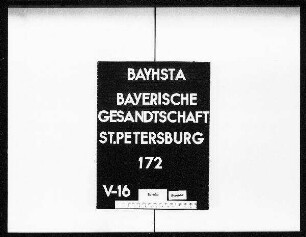 BAYHSTA
BAYERISCHE
GESANDTSCHAFT
ST.PETERSBURG
172
V-16